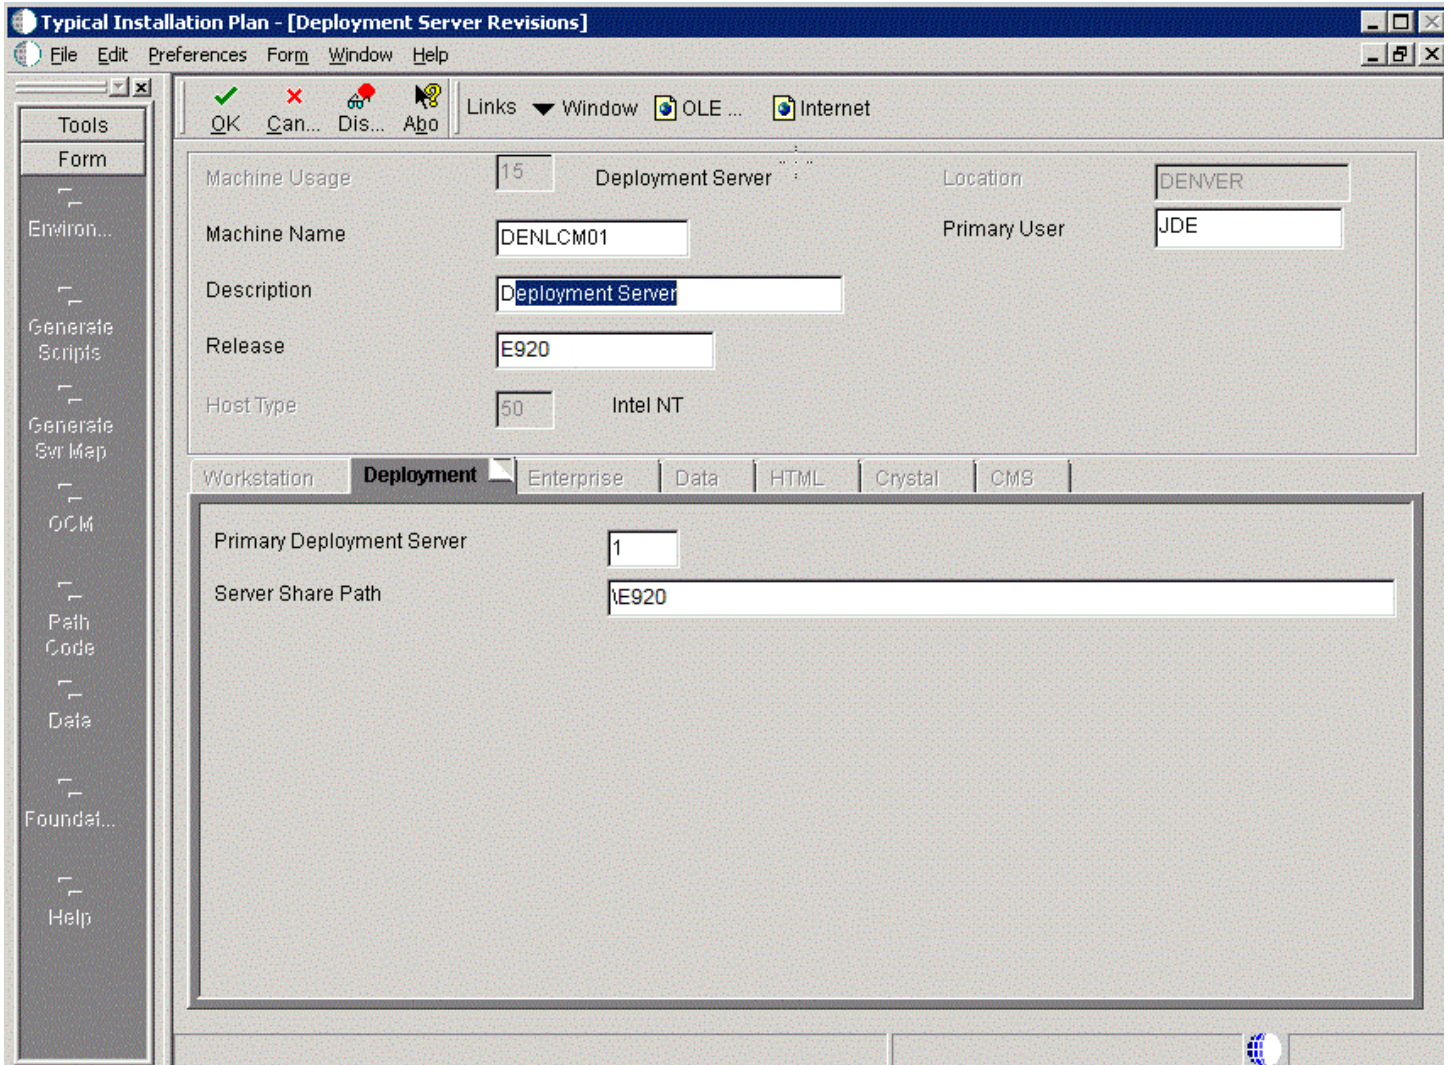 Typical Installation Plan - [Deployment Server Revisions]
File Edit Preferences Form Window Help
OK Can... Dis... Abo Links Window OLE ... Internet
Tools
Form
Environ...
Generate
Scripts
Generate
Svr Map
OCM
Path
Code
Data
Foundat...
Help
Machine Usage 15 Deployment Server Location DENVER
Machine Name DENLCM01 Primary User JDE
Description Deployment Server
Release E920
Host Type 50 Intel NT
Workstation Deployment Enterprise Data HTML Crystal CMS
Primary Deployment Server 1
Server Share Path \E920